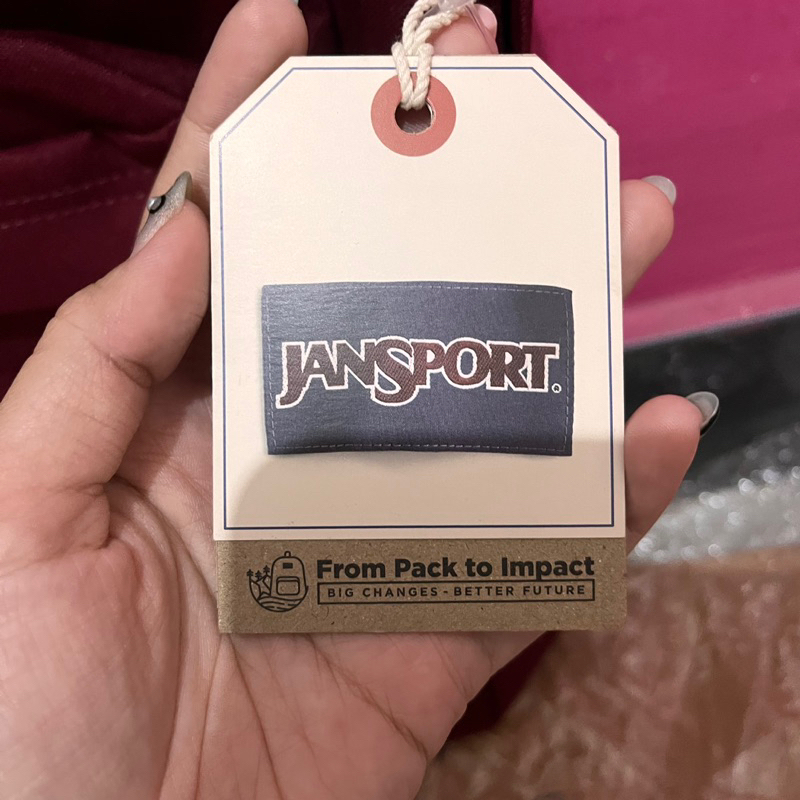 JANSPORT®
From Pack to Impact
BIG CHANGES - BETTER FUTURE